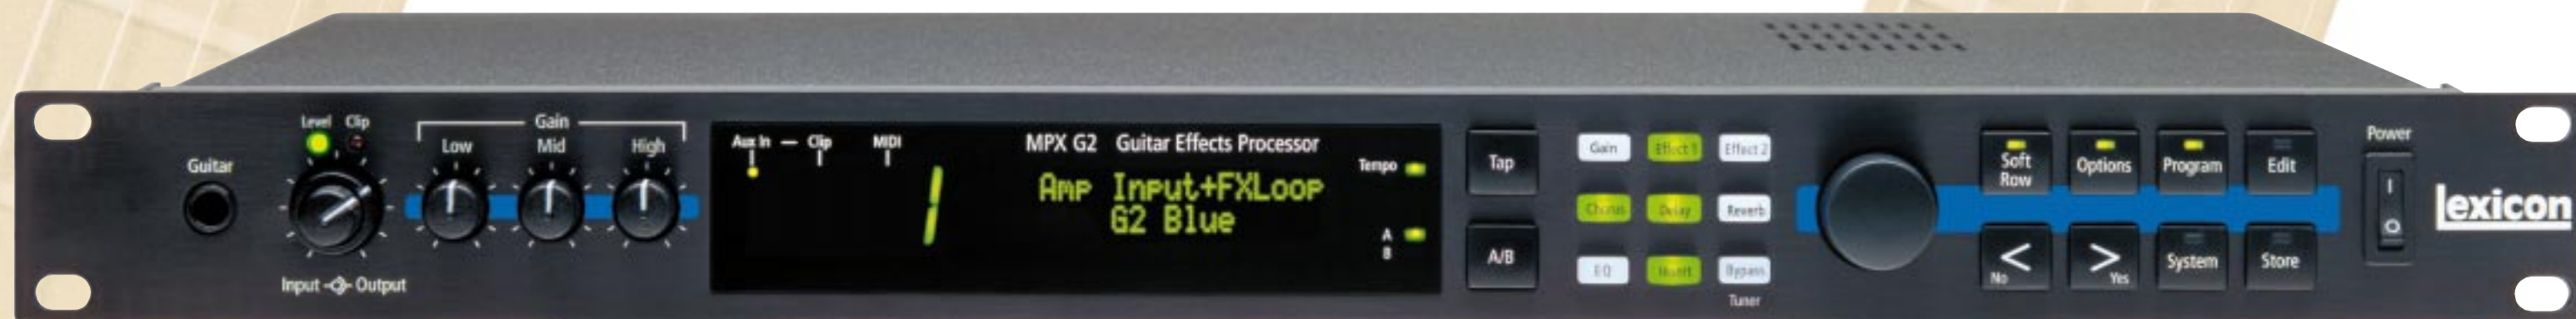 Guitar
Level Clip
Input Output
Gain
Low Mid High
Aux In — Clip MIDI
MPX G2 Guitar Effects Processor
Tempo
1
Amp Input+FXLoop
G2 Blue
A
B
Tap
A/B
Gain Effect 1 Effect 2
Chorus Delay Reverb
EQ Insert Bypass
Tuner
Soft Row
Options
Program
Edit
< No
> Yes
System
Store
Power
I
O
lexicon